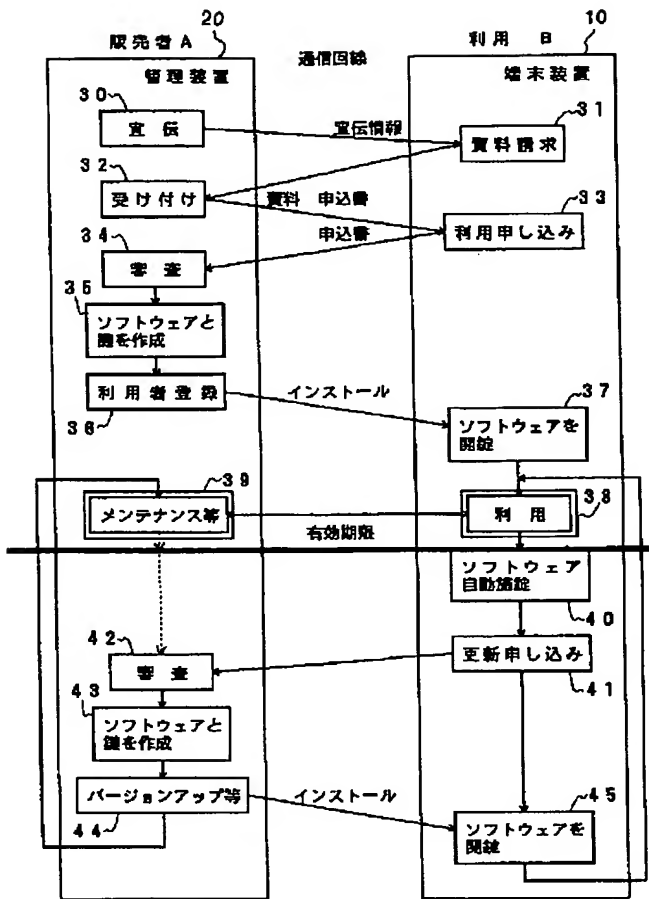 販売者A
20
通信回線
利用 B
10
管理装置
端末装置
30
宣伝
宣伝情報
31
資料請求
32
受け付け
資料 申込書
33
利用申し込み
申込書
34
審査
35
ソフトウェアと
鍵を作成
利用者登録
36
インストール
37
ソフトウェアを
開錠
39
メンテナンス等
有効期限
利用
38
ソフトウェア
自動施錠
40
42
審査
更新申し込み
41
43
ソフトウェアと
鍵を作成
バージョンアップ等
44
インストール
45
ソフトウェアを
開錠